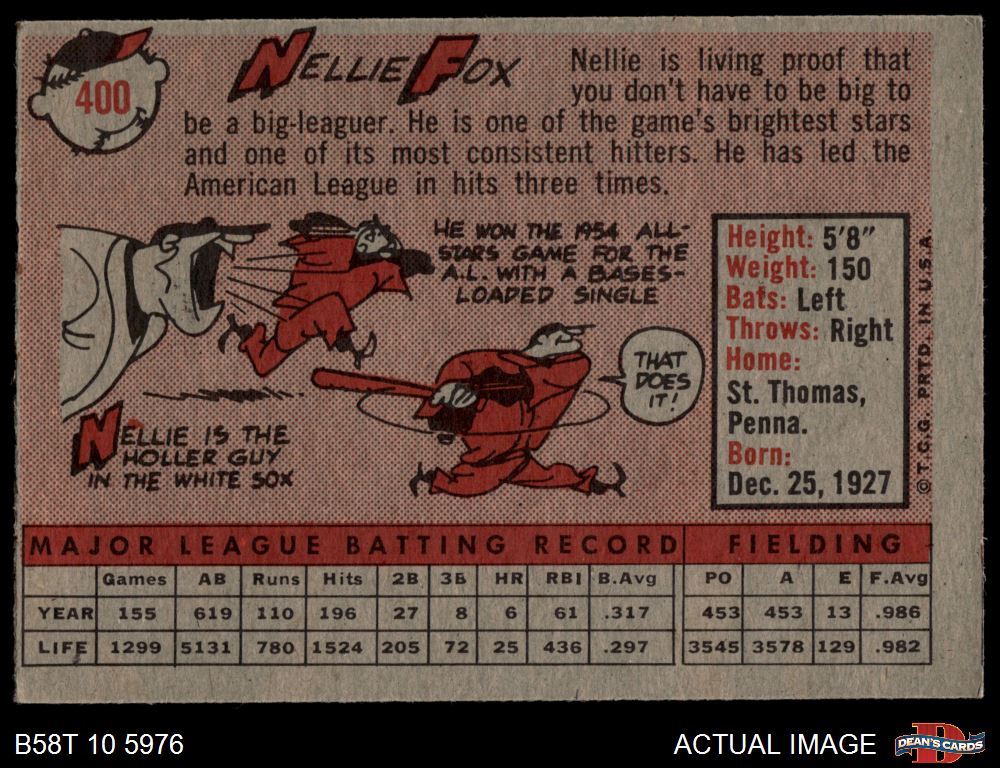 400
NELLIE FOX
Nellie is living proof that
you don't have to be big to
be a big-leaguer. He is one of the game's brightest stars
and one of its most consistent hitters. He has led the
American League in hits three times.
HE WON THE 1954 ALL-
STARS GAME FOR THE
A.L. WITH A BASES-
LOADED SINGLE
THAT
DOES
IT!
NELLIE IS THE
HOLLER GUY
IN THE WHITE SOX
Height: 5'8"
Weight: 150
Bats: Left
Throws: Right
Home:
St. Thomas,
Penna.
Born:
Dec. 25, 1927
© T.C.G. PRTD. IN U.S.A.
MAJOR LEAGUE BATTING RECORD FIELDING
Games AB Runs Hits 2B 3B HR RBI B.Avg PO A E F.Avg
YEAR 155 619 110 196 27 8 6 61 .317 453 453 13 .986
LIFE 1299 5131 780 1524 205 72 25 436 .297 3545 3578 129 .982
B58T 10 5976
ACTUAL IMAGE
D
DEAN'S CARDS